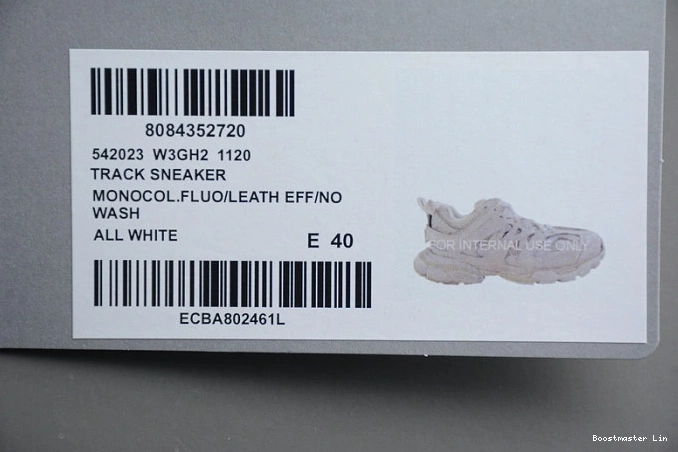 8084352720
542023 W3GH2 1120
TRACK SNEAKER
MONOCOL.FLUO/LEATH EFF/NO
WASH
ALL WHITE
E 40
FOR INTERNAL USE ONLY
ECBA802461L
Boostmaster Lin